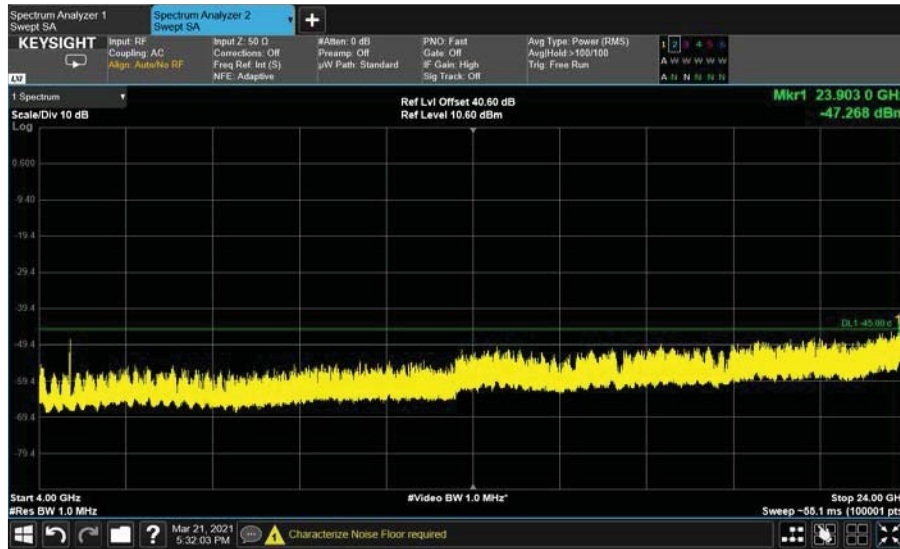 Spectrum Analyzer 1
Swept SA
Spectrum Analyzer 2
Swept SA
+
KEYSIGHT
Input: RF
Coupling: AC
Align: Auto/No RF
Input Z: 50 Ω
Corrections: Off
Freq Ref: Int (S)
NFE: Adaptive
#Atten: 0 dB
Preamp: Off
µW Path: Standard
PNO: Fast
Gate: Off
IF Gain: High
Sig Track: Off
Avg Type: Power (RMS)
Avg|Hold:>100/100
Trig: Free Run
1 2 3 4 5 6
A W W W W W
A N N N N N
LXI
1 Spectrum
Scale/Div 10 dB
Log
Ref Lvl Offset 40.60 dB
Ref Level 10.60 dBm
Mkr1 23.903 0 GH
-47.268 dBm
0.600
-9.40
-19.4
-29.4
-39.4
DL1 -45.00 d
-49.4
-59.4
-69.4
-79.4
Start 4.00 GHz
#Res BW 1.0 MHz
#Video BW 1.0 MHz*
Stop 24.00 GH
Sweep ~55.1 ms (100001 pts
?
Mar 21, 2021
5:32:03 PM
Characterize Noise Floor required